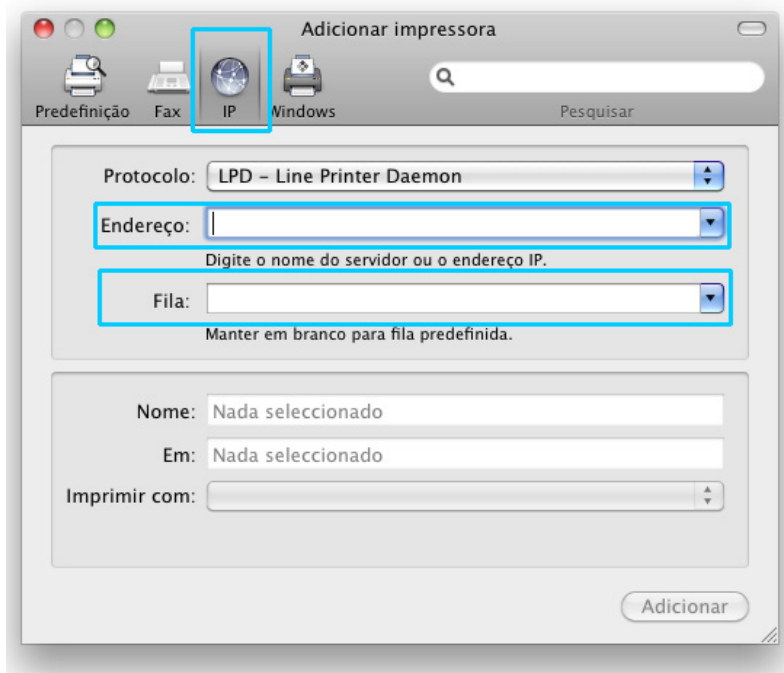 Adicionar impressora
Predefinição Fax IP Windows Pesquisar
Protocolo: LPD – Line Printer Daemon
Endereço:
Digite o nome do servidor ou o endereço IP.
Fila:
Manter em branco para fila predefinida.
Nome: Nada seleccionado
Em: Nada seleccionado
Imprimir com:
Adicionar